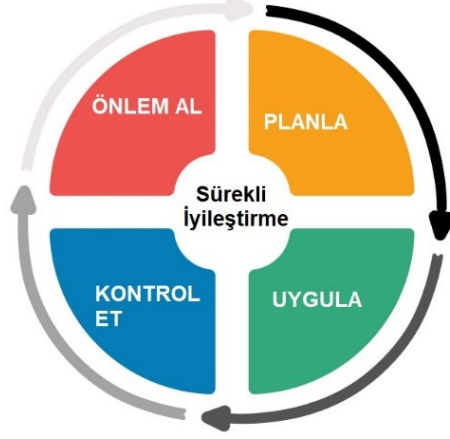 ÖNLEM AL
PLANLA
Sürekli
İyileştirme
KONTROL
ET
UYGULA